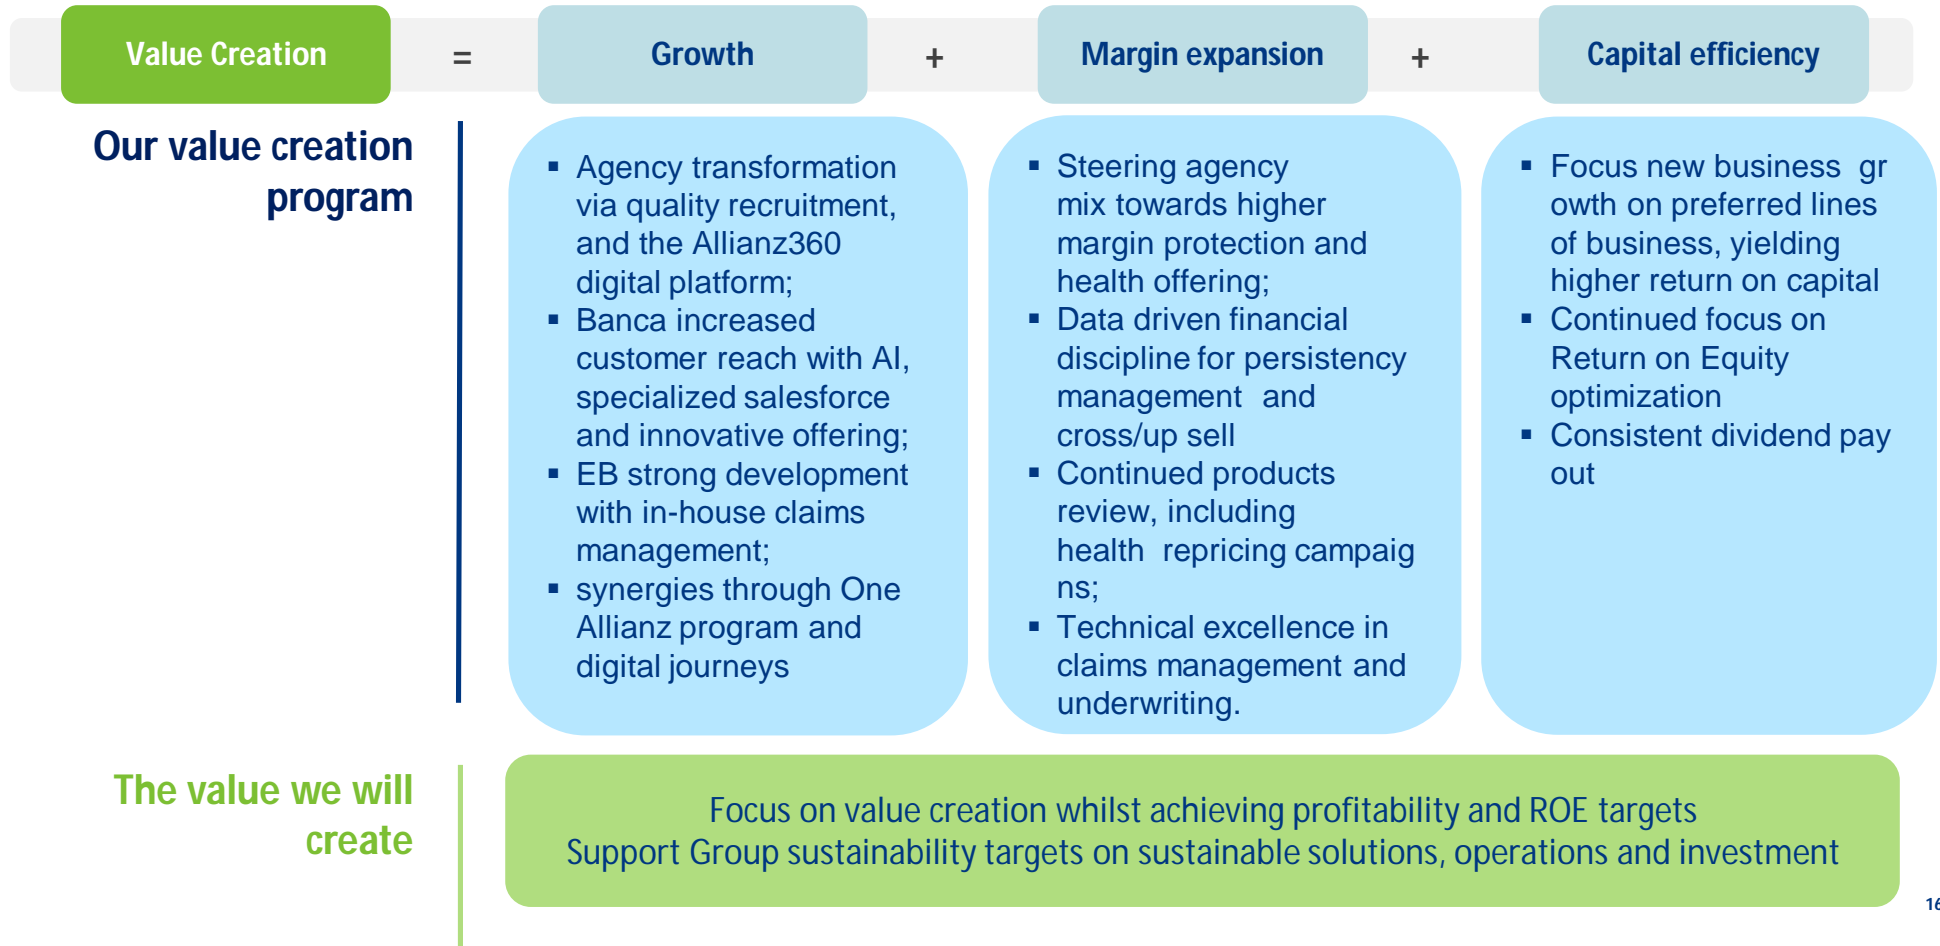 Value Creation = Growth + Margin expansion + Capital efficiency
Our value creation
program
▪ Agency transformation
via quality recruitment,
and the Allianz360
digital platform;
▪ Banca increased
customer reach with AI,
specialized salesforce
and innovative offering;
▪ EB strong development
with in-house claims
management;
▪ synergies through One
Allianz program and
digital journeys
▪ Steering agency
mix towards higher
margin protection and
health offering;
▪ Data driven financial
discipline for persistency
management and
cross/up sell
▪ Continued products
review, including
health repricing campaig
ns;
▪ Technical excellence in
claims management and
underwriting.
▪ Focus new business gr
owth on preferred lines
of business, yielding
higher return on capital
▪ Continued focus on
Return on Equity
optimization
▪ Consistent dividend pay
out
The value we will
create
Focus on value creation whilst achieving profitability and ROE targets
Support Group sustainability targets on sustainable solutions, operations and investment
16